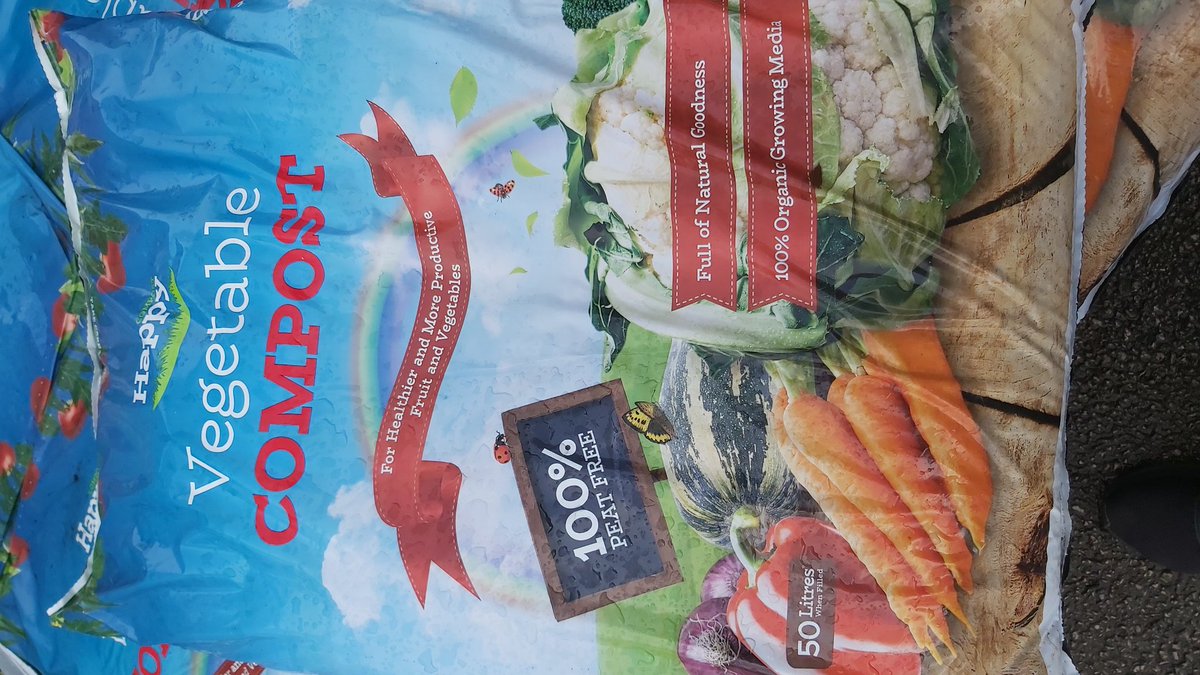 Happy
Vegetable
COMPOST
For Healthier and More Productive
Fruit and Vegetables
100%
PEAT FREE
Full of Natural Goodness
100% Organic Growing Media
50 Litres*
When Filled